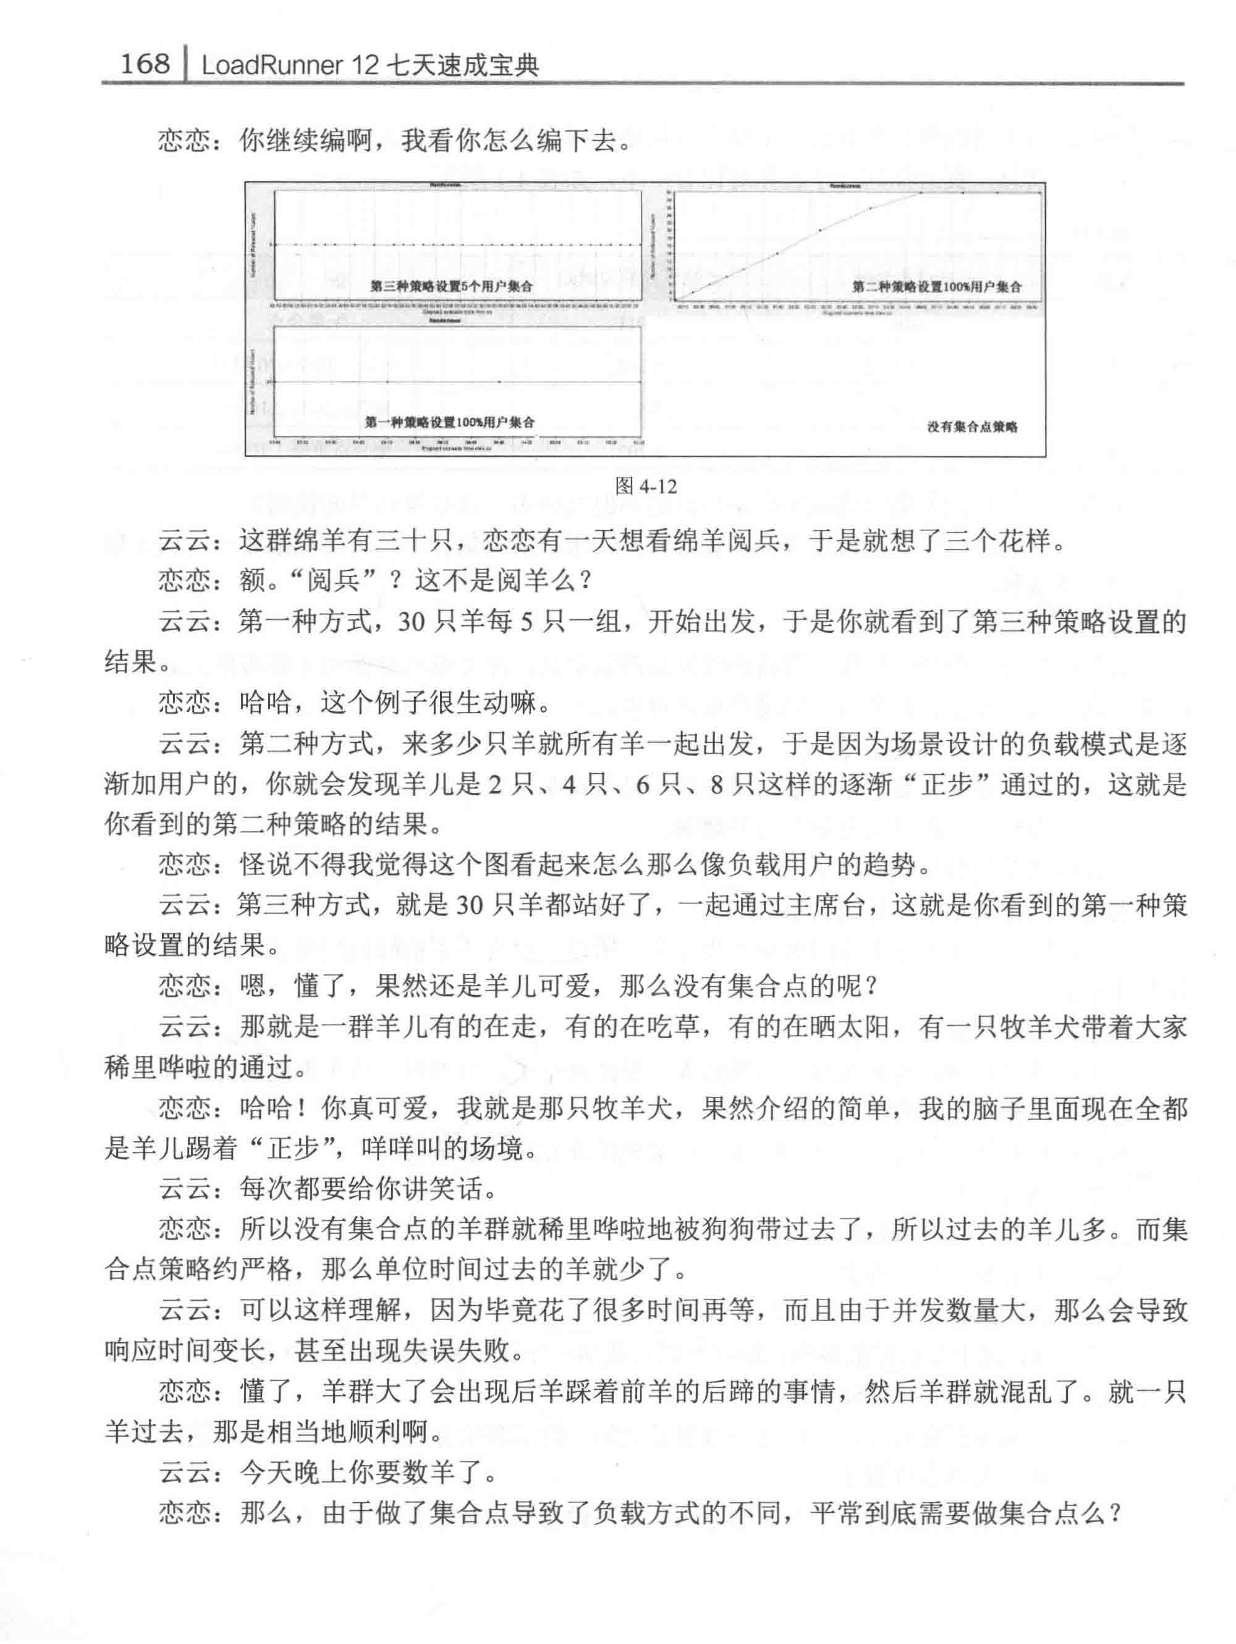 168 LoadRunner 12 七天速成宝典
恋恋：你继续编啊，我看你怎么编下去。
第三种策略设置5个用户集合
第二种策略设置100%用户集合
第一种策略设置100%用户集合
没有集合点策略
图 4-12
云云：这群绵羊有三十只，恋恋有一天想看绵羊阅兵，于是就想了三个花样。
恋恋：额。“阅兵”？这不是阅羊么？
云云：第一种方式，30 只羊每 5 只一组，开始出发，于是你就看到了第三种策略设置的
结果。
恋恋：哈哈，这个例子很生动嘛。
云云：第二种方式，来多少只羊就所有羊一起出发，于是因为场景设计的负载模式是逐
渐加用户的，你就会发现羊儿是 2 只、4 只、6 只、8 只这样的逐渐“正步”通过的，这就是
你看到的第二种策略的结果。
恋恋：怪说不得我觉得这个图看起来怎么那么像负载用户的趋势。
云云：第三种方式，就是 30 只羊都站好了，一起通过主席台，这就是你看到的第一种策
略设置的结果。
恋恋：嗯，懂了，果然还是羊儿可爱，那么没有集合点的呢？
云云：那就是一群羊儿有的在走，有的在吃草，有的在晒太阳，有一只牧羊犬带着大家
稀里哗啦的通过。
恋恋：哈哈！你真可爱，我就是那只牧羊犬，果然介绍的简单，我的脑子里面现在全都
是羊儿踢着“正步”，咩咩叫的场境。
云云：每次都要给你讲笑话。
恋恋：所以没有集合点的羊群就稀里哗啦地被狗狗带过去了，所以过去的羊儿多。而集
合点策略约严格，那么单位时间过去的羊就少了。
云云：可以这样理解，因为毕竟花了很多时间再等，而且由于并发数量大，那么会导致
响应时间变长，甚至出现失误失败。
恋恋：懂了，羊群大了会出现后羊踩着前羊的后蹄的事情，然后羊群就混乱了。就一只
羊过去，那是相当地顺利啊。
云云：今天晚上你要数羊了。
恋恋：那么，由于做了集合点导致了负载方式的不同，平常到底需要做集合点么？